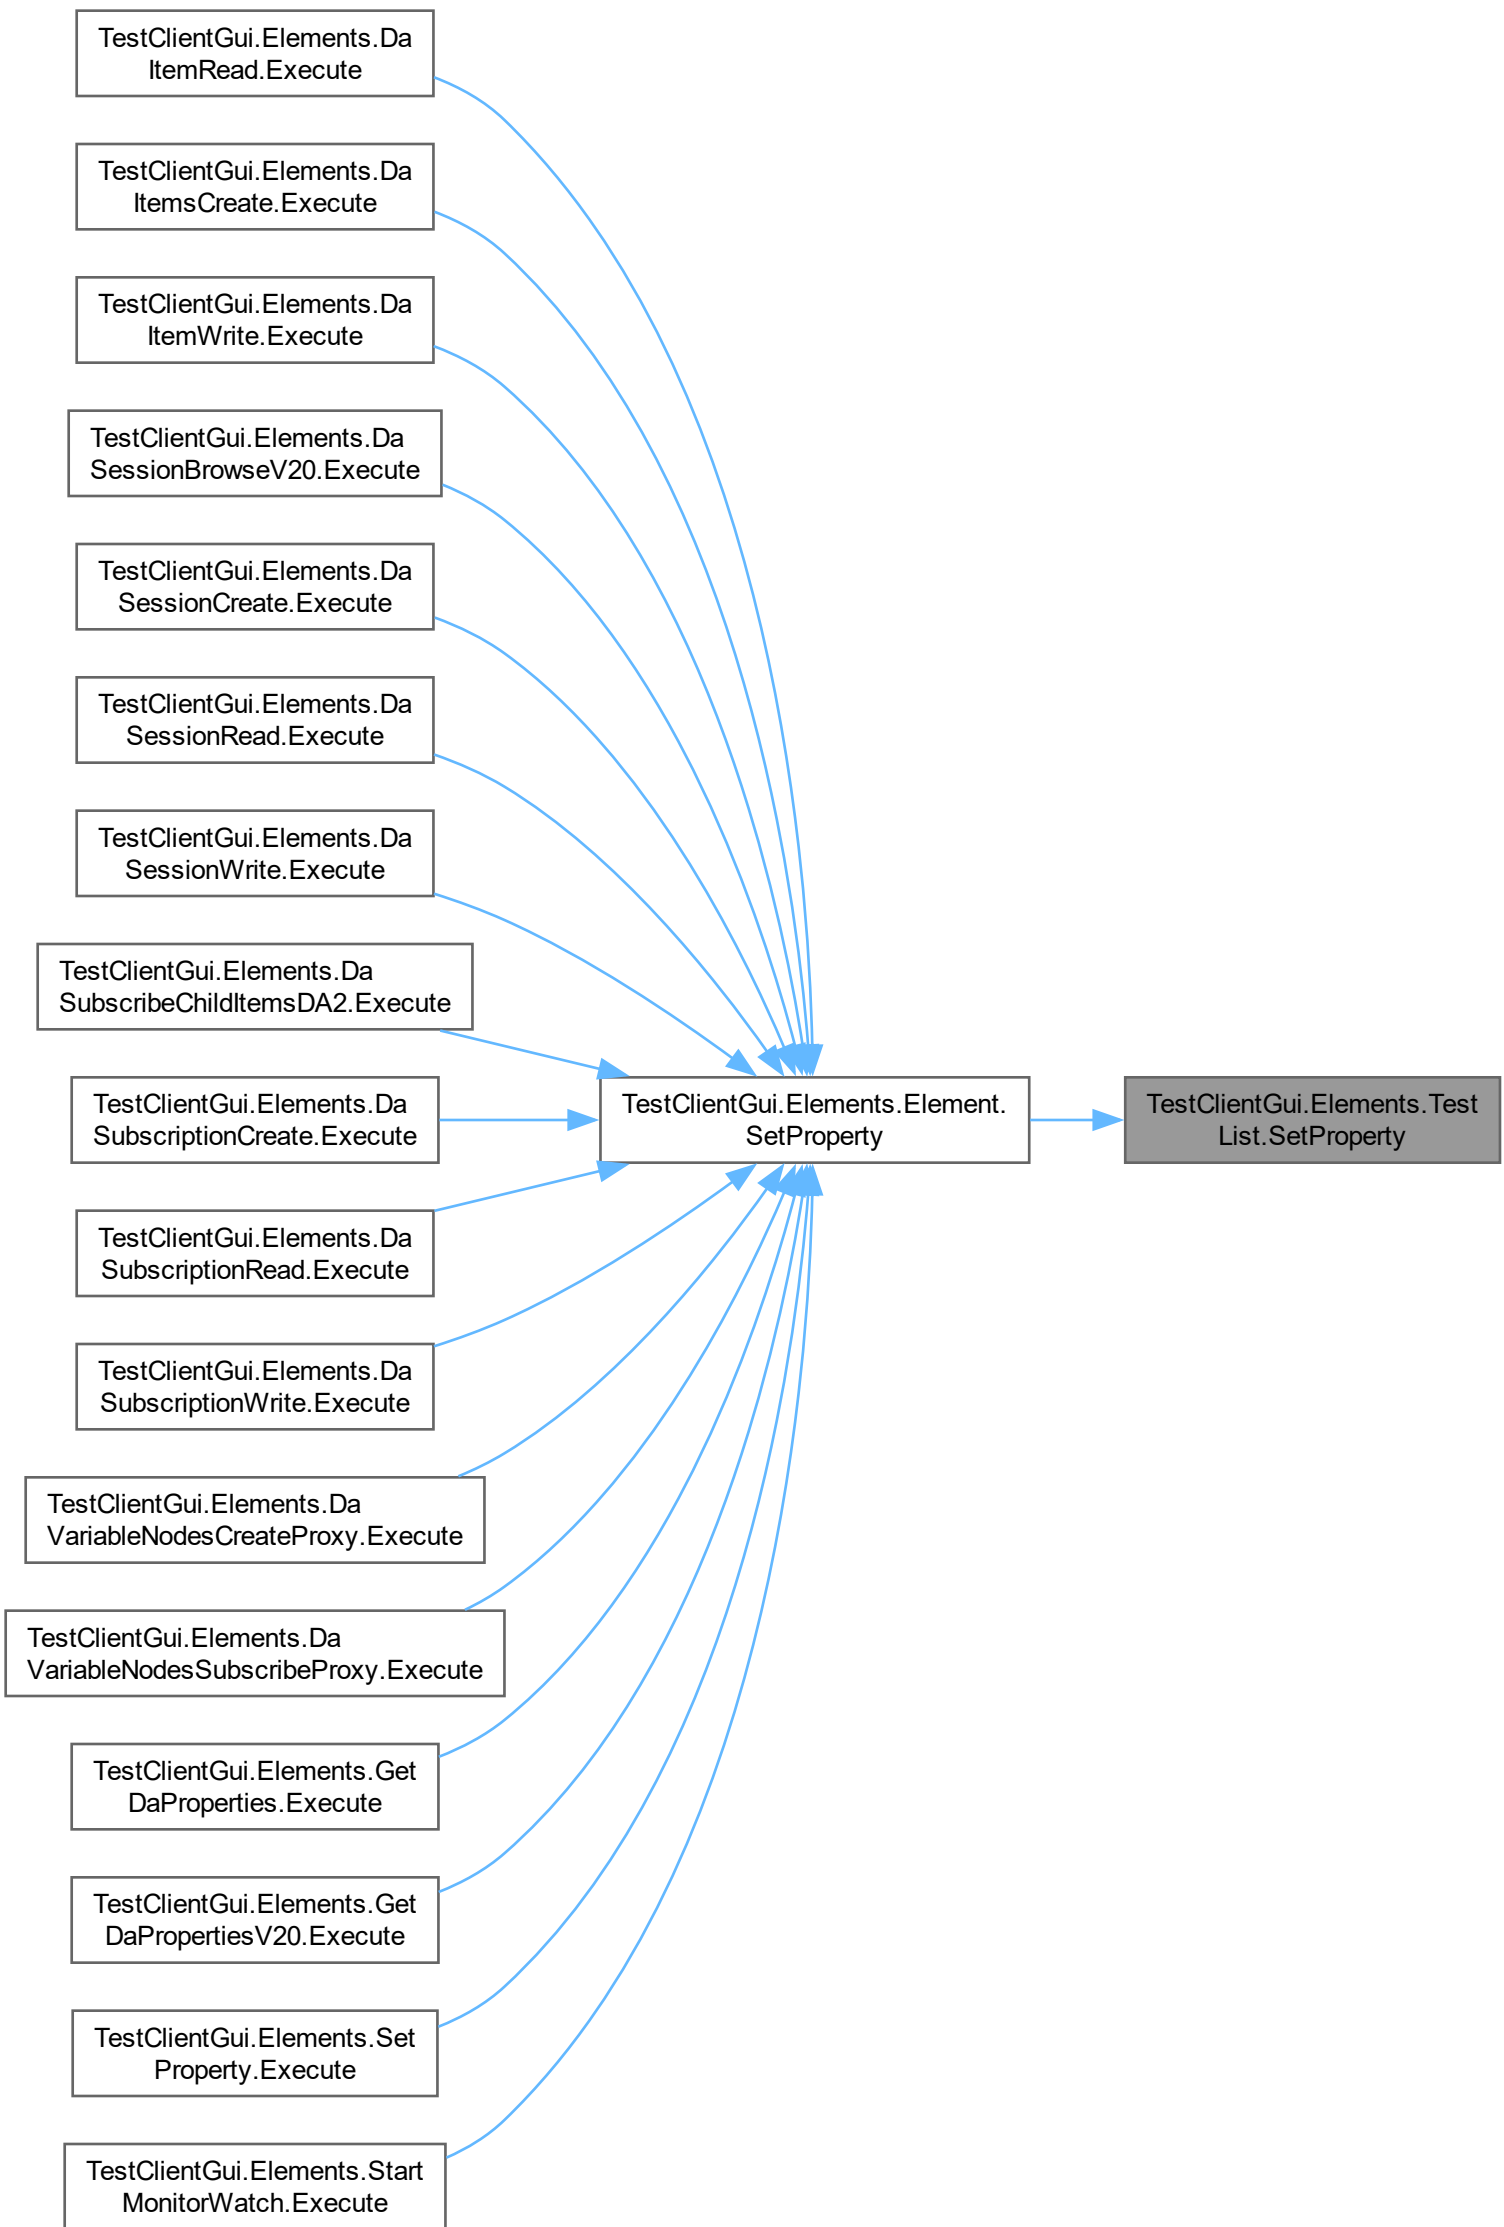 TestClientGui.Elements.Da
ItemRead.Execute
TestClientGui.Elements.Da
ItemsCreate.Execute
TestClientGui.Elements.Da
ItemWrite.Execute
TestClientGui.Elements.Da
SessionBrowseV20.Execute
TestClientGui.Elements.Da
SessionCreate.Execute
TestClientGui.Elements.Da
SessionRead.Execute
TestClientGui.Elements.Da
SessionWrite.Execute
TestClientGui.Elements.Da
SubscribeChildItemsDA2.Execute
TestClientGui.Elements.Da
SubscriptionCreate.Execute
TestClientGui.Elements.Element.
SetProperty
TestClientGui.Elements.Test
List.SetProperty
TestClientGui.Elements.Da
SubscriptionRead.Execute
TestClientGui.Elements.Da
SubscriptionWrite.Execute
TestClientGui.Elements.Da
VariableNodesCreateProxy.Execute
TestClientGui.Elements.Da
VariableNodesSubscribeProxy.Execute
TestClientGui.Elements.Get
DaProperties.Execute
TestClientGui.Elements.Get
DaPropertiesV20.Execute
TestClientGui.Elements.Set
Property.Execute
TestClientGui.Elements.Start
MonitorWatch.Execute